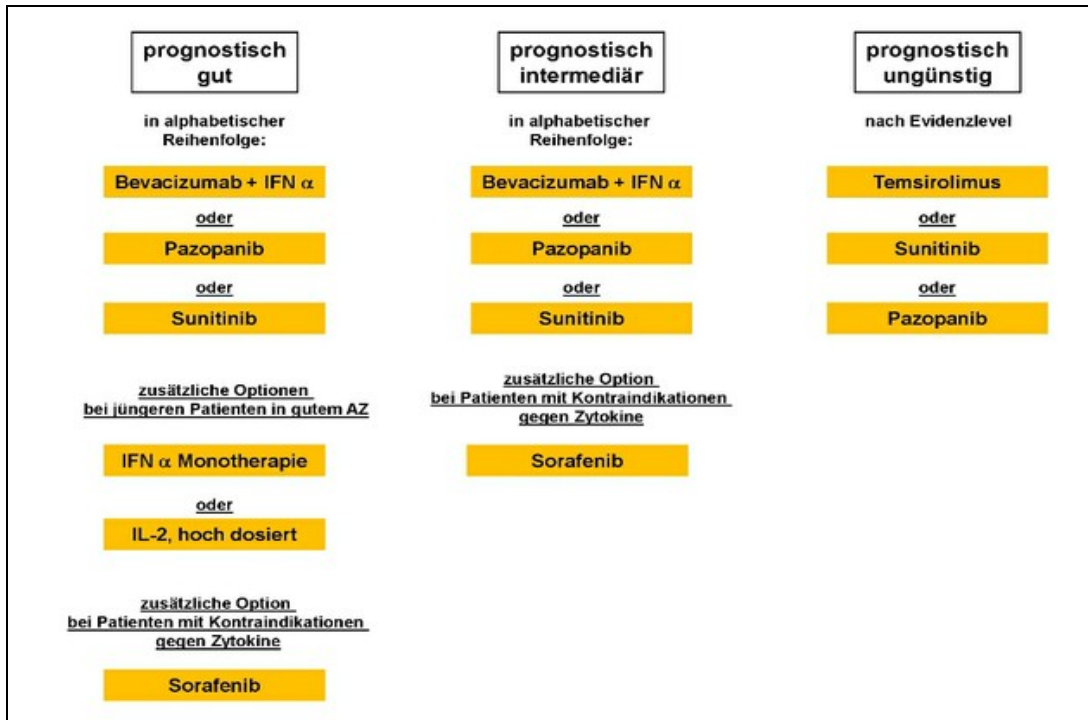 prognostisch
gut
in alphabetischer
Reihenfolge:
Bevacizumab + IFN α
oder
Pazopanib
oder
Sunitinib
zusätzliche Optionen
bei jüngeren Patienten in gutem AZ
IFN α Monotherapie
oder
IL-2, hoch dosiert
zusätzliche Option
bei Patienten mit Kontraindikationen
gegen Zytokine
Sorafenib
prognostisch
intermediär
in alphabetischer
Reihenfolge:
Bevacizumab + IFN α
oder
Pazopanib
oder
Sunitinib
zusätzliche Option
bei Patienten mit Kontraindikationen
gegen Zytokine
Sorafenib
prognostisch
ungünstig
nach Evidenzlevel
Temsirolimus
oder
Sunitinib
oder
Pazopanib